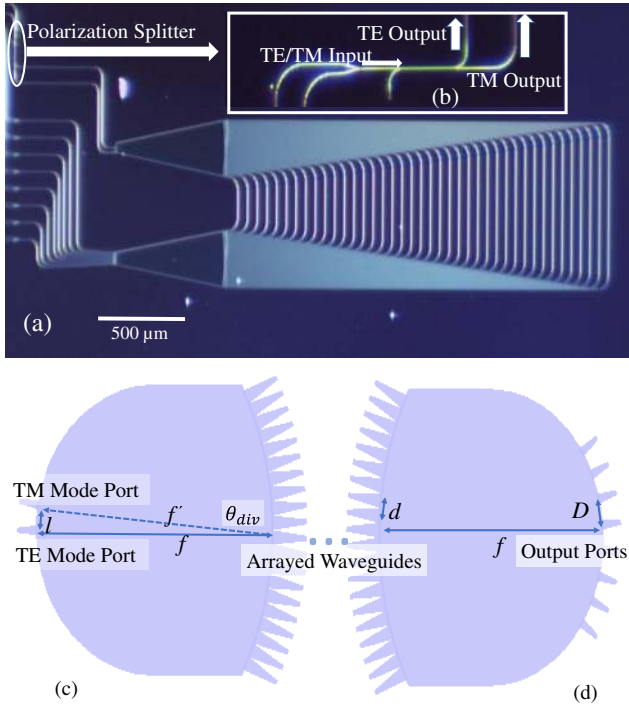 (a)
Polarization Splitter
TE Output
TE/TM Input
(b)
TM Output
(a)
500 µm
TM Mode Port
f´
θdiv
l
f
TE Mode Port
Arrayed Waveguides
d
D
f
Output Ports
(c)
(d)